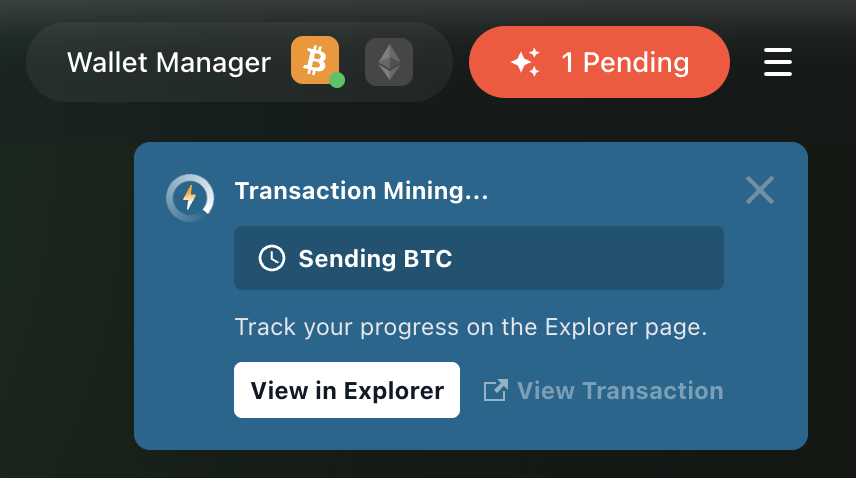 Wallet Manager
1 Pending
Transaction Mining...
Sending BTC
Track your progress on the Explorer page.
View in Explorer
View Transaction